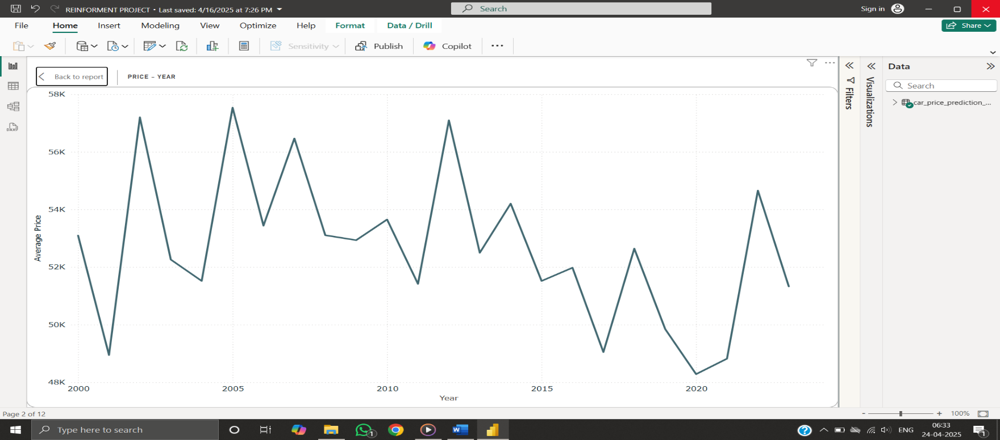 REINFORMENT PROJECT • Last saved: 4/16/2025 at 7:26 PM
Search
Sign in
File Home Insert Modeling View Optimize Help Format Data / Drill
Share
Sensitivity
Publish
Copilot
Back to report
PRICE – YEAR
58K
56K
54K
52K
50K
48K
Average Price
2000 2005 2010 2015 2020
Year
Filters
Visualizations
Data
Search
car_price_prediction_...
DAX
Page 2 of 12
- + 100%
Type here to search
1
W
?
ENG
06:33
24-04-2025
1